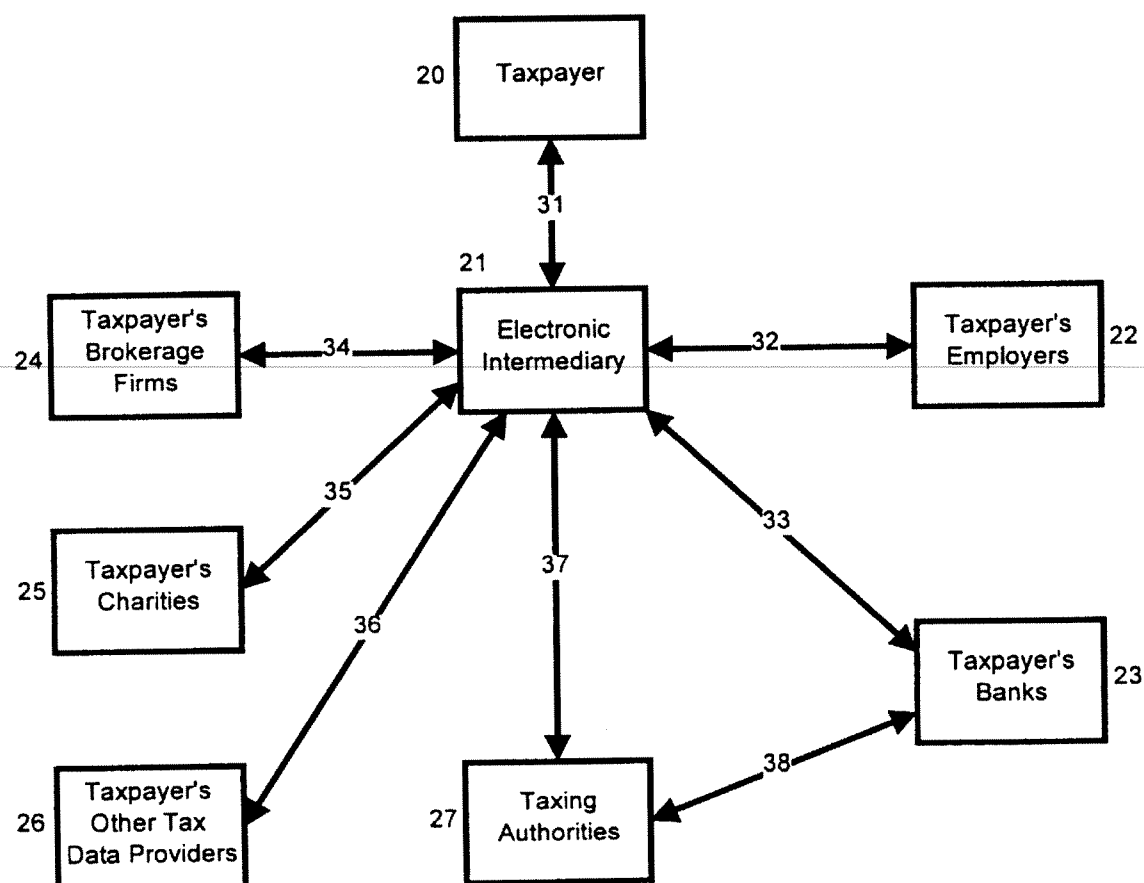 20
Taxpayer
31
21
Electronic
Intermediary
24
Taxpayer's
Brokerage
Firms
34
32
Taxpayer's
Employers
22
35
33
25
Taxpayer's
Charities
37
36
Taxpayer's
Banks
23
38
26
Taxpayer's
Other Tax
Data Providers
27
Taxing
Authorities